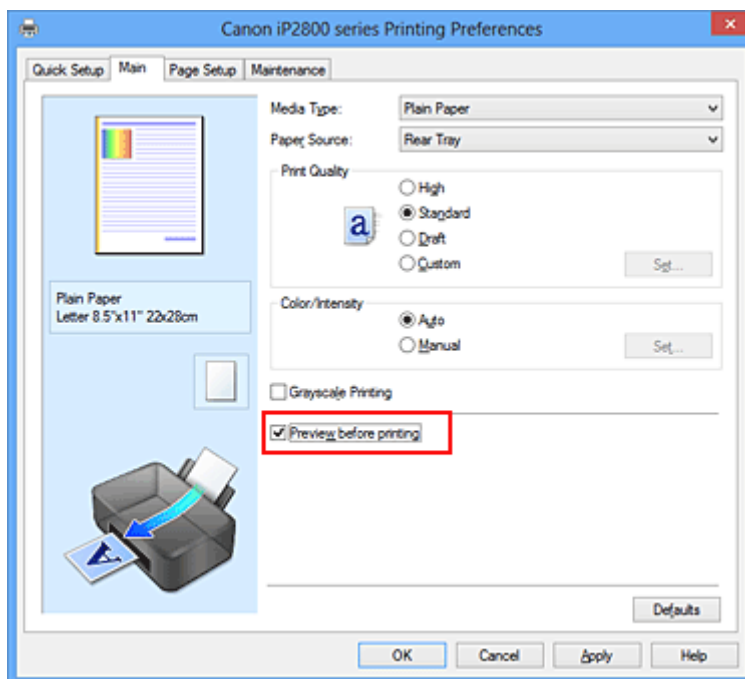 Canon iP2800 series Printing Preferences
Quick Setup Main Page Setup Maintenance
Media Type: Plain Paper
Paper Source: Rear Tray
Print Quality
High
a Standard
Draft
Custom Set...
Plain Paper
Letter 8.5"x11" 22x28cm
Color/Intensity
Auto
Manual Set...
Grayscale Printing
Preview before printing
A
Defaults
OK Cancel Apply Help